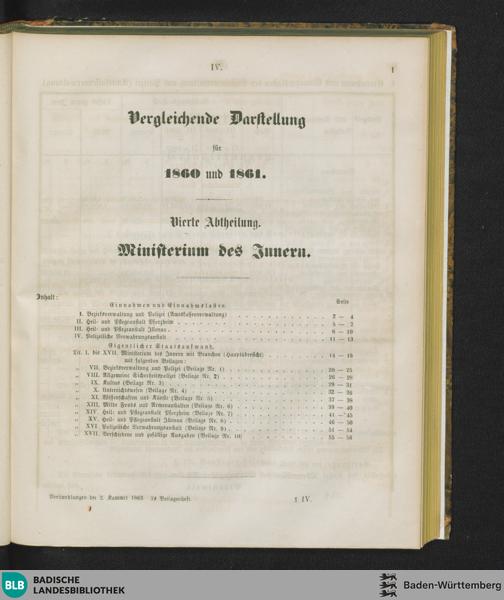 IV.
1
Vergleichende Darstellung
für
1860 und 1861.
Vierte Abtheilung.
Ministerium des Innern.
Inhalt:
Einnahmen und Einnahmslasten. Seite
I. Bezirksverwaltung und Polizei (Amtskassenverwaltung) 2 — 4
II. Heil- und Pflegeanstalt Pforzheim 5 — 7
III. Heil- und Pflegeanstalt Illenau 8 — 10
IV. Polizeiliche Verwahrungsanstalt 11 — 13
Eigentlicher Staatsaufwand.
Tit. I. bis XVII. Ministerium des Innern mit Branchen (Hauptübersicht) 14 — 19
mit folgenden Beilagen:
„ VII. Bezirksverwaltung und Polizei (Beilage Nr. 1) 20 — 25
„ VIII. Allgemeine Sicherheitspolizei (Beilage Nr. 2) 26 — 28
„ IX. Kultus (Beilage Nr. 3) 29 — 31
„ X. Unterrichtswesen (Beilage Nr. 4) 32 — 36
„ XI. Wissenschaften und Künste (Beilage Nr. 5) 37 — 38
„ XIII. Milde Fonds und Armenanstalten (Beilage Nr. 6) 39 — 40
„ XIV. Heil- und Pflegeanstalt Pforzheim (Beilage Nr. 7) 41 — 45
„ XV. Heil- und Pflegeanstalt Illenau (Beilage Nr. 8) 46 — 50
„ XVI. Polizeiliche Verwahrungsanstalt (Beilage Nr. 9) 51 — 54
„ XVII. Verschiedene und zufällige Ausgaben (Beilage Nr. 10) 55 — 56
Verhandlungen der 2. Kammer 1863. Beilagenheft. 1 IV.
BLB
BADISCHE
LANDESBIBLIOTHEK
Baden-Württemberg